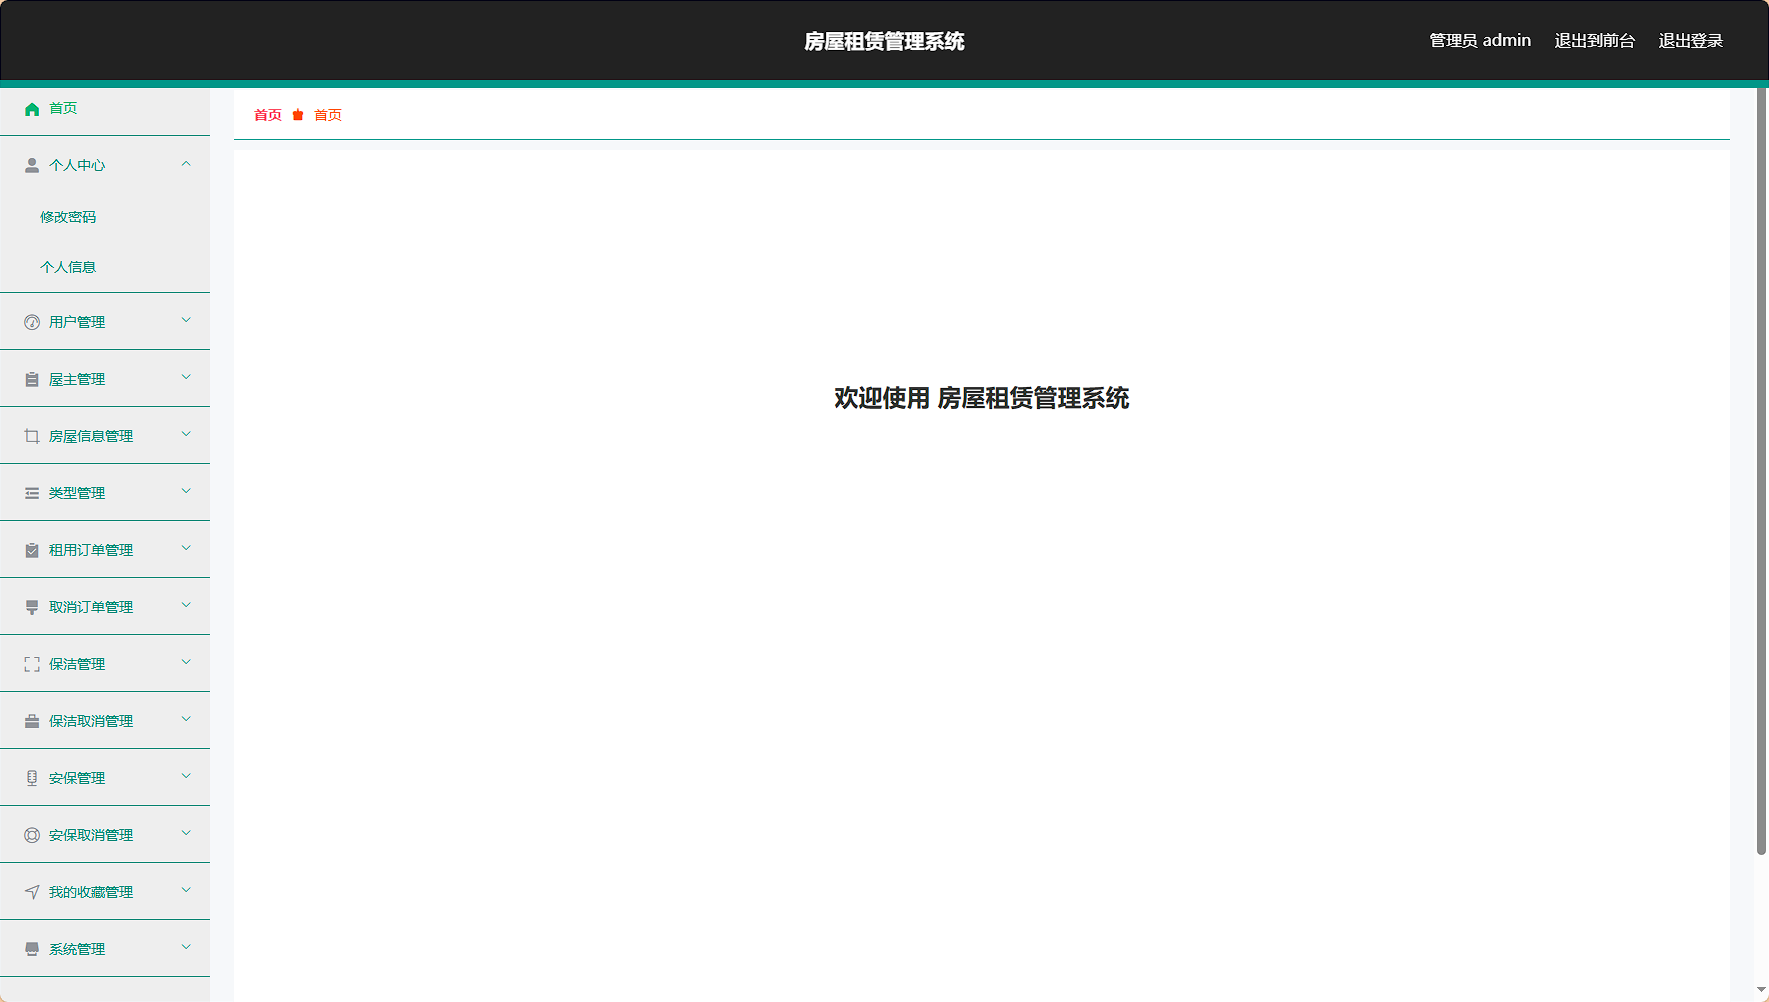 房屋租赁管理系统
管理员 admin 退出到前台 退出登录
首页
个人中心
修改密码
个人信息
用户管理
屋主管理
房屋信息管理
类型管理
租用订单管理
取消订单管理
保洁管理
保洁取消管理
安保管理
安保取消管理
我的收藏管理
系统管理
首页 首页
欢迎使用 房屋租赁管理系统